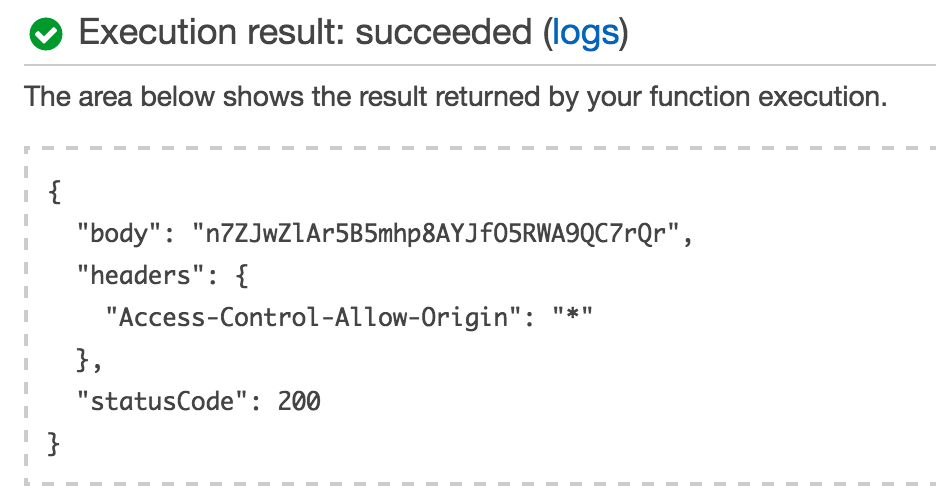 Execution result: succeeded (logs)
The area below shows the result returned by your function execution.
{
"body": "n7ZJwZlAr5B5mhp8AYJfO5RWA9QC7rQr",
"headers": {
"Access-Control-Allow-Origin": "*"
},
"statusCode": 200
}